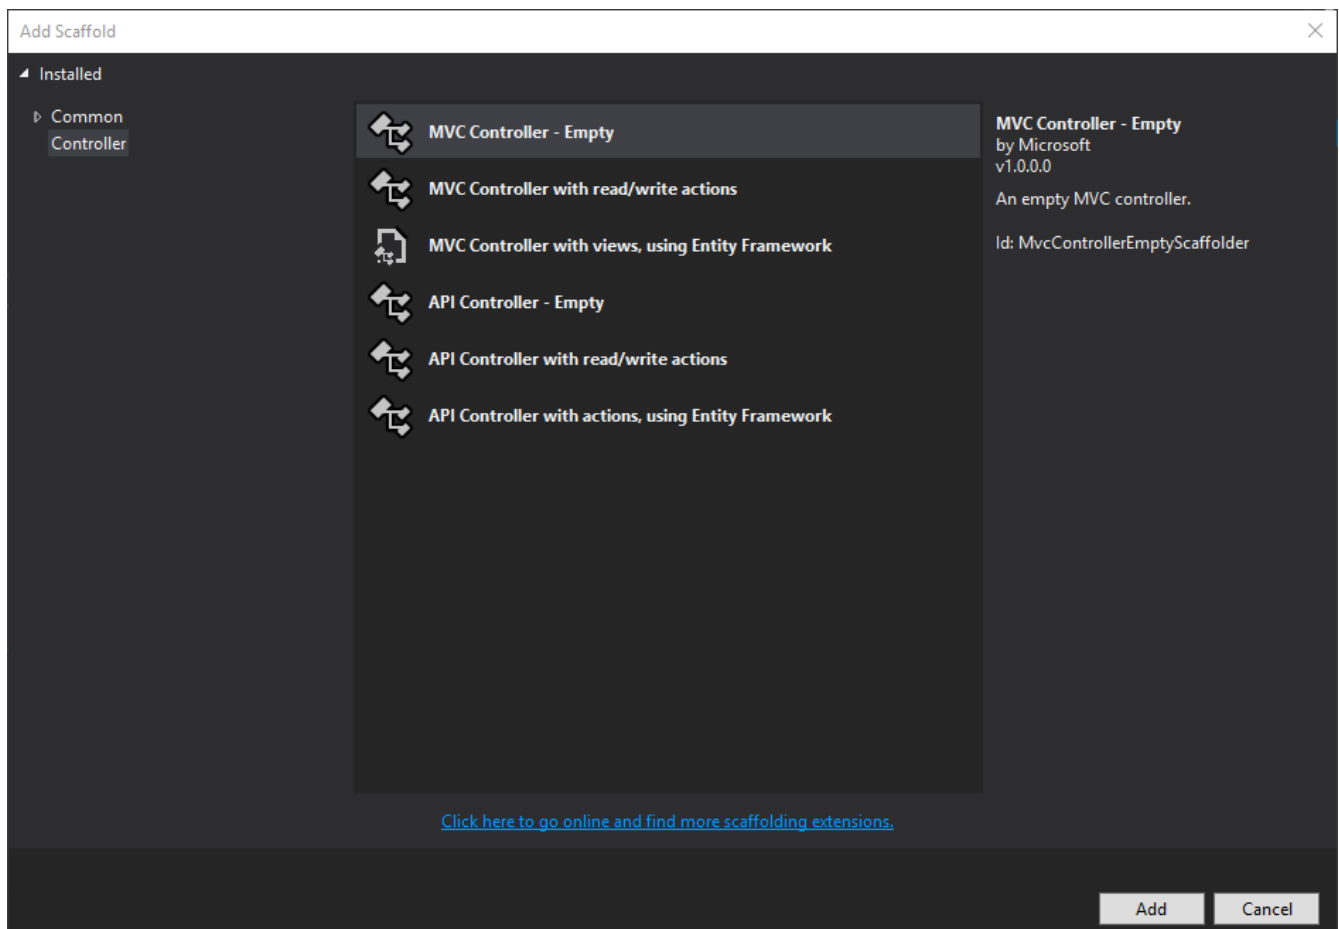 Add Scaffold
Installed
Common
Controller
MVC Controller - Empty
MVC Controller with read/write actions
MVC Controller with views, using Entity Framework
API Controller - Empty
API Controller with read/write actions
API Controller with actions, using Entity Framework
MVC Controller - Empty
by Microsoft
v1.0.0.0
An empty MVC controller.
Id: MvcControllerEmptyScaffolder
Click here to go online and find more scaffolding extensions.
Add
Cancel